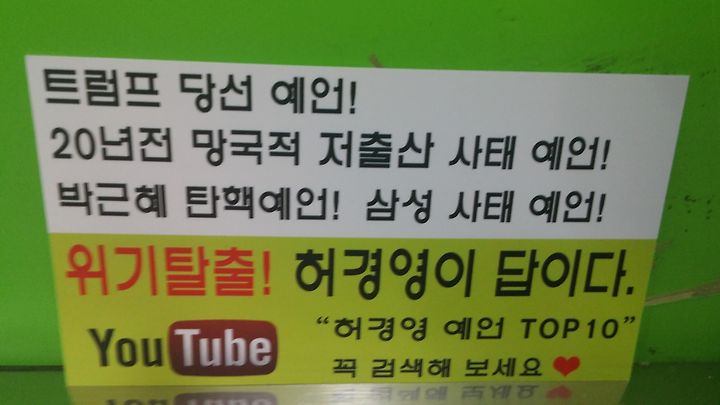 트럼프 당선 예언!
20년전 망국적 저출산 사태 예언!
박근혜 탄핵예언! 삼성 사태 예언!
위기탈출! 허경영이 답이다.
YouTube
“허경영 예언 TOP10”
꼭 검색해 보세요 ❤